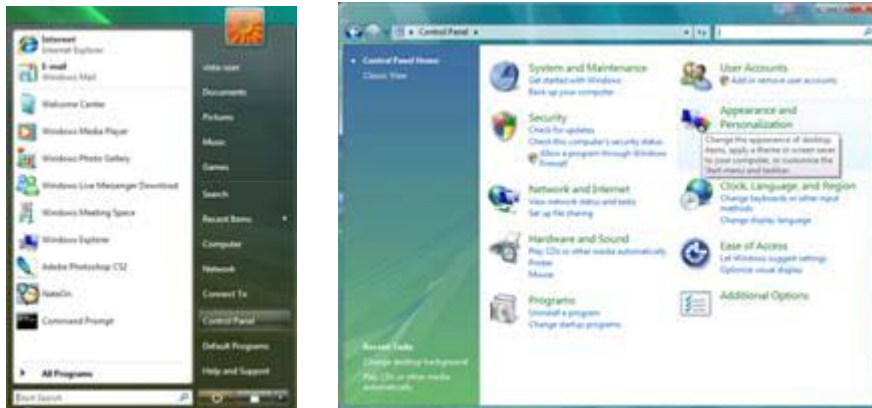 Internet
Internet Explorer
E-mail
Windows Mail
Welcome Center
Windows Media Player
Windows Photo Gallery
Windows Live Messenger Download
Windows Meeting Space
Windows Explorer
Adobe Photoshop CS2
NateOn
Command Prompt
All Programs
Start Search
vista user
Documents
Pictures
Music
Games
Search
Recent Items
Computer
Network
Connect To
Control Panel
Default Programs
Help and Support
Control Panel
Control Panel Home
Classic View
System and Maintenance
Get started with Windows
Back up your computer
Security
Check for updates
Check this computer's security status
Allow a program through Windows
Firewall
Network and Internet
View network status and tasks
Set up file sharing
Hardware and Sound
Play CDs or other media automatically
Printer
Mouse
Programs
Uninstall a program
Change startup programs
User Accounts
Add or remove user accounts
Appearance and
Personalization
Change the appearance of desktop
items, apply a theme or screen saver
to your computer, or customize the
Start menu and taskbar.
Clock, Language, and Region
Change keyboards or other input
methods
Change display language
Ease of Access
Let Windows suggest settings
Optimize visual display
Additional Options
Recent Tasks
Change desktop background
Play CDs or other media
automatically